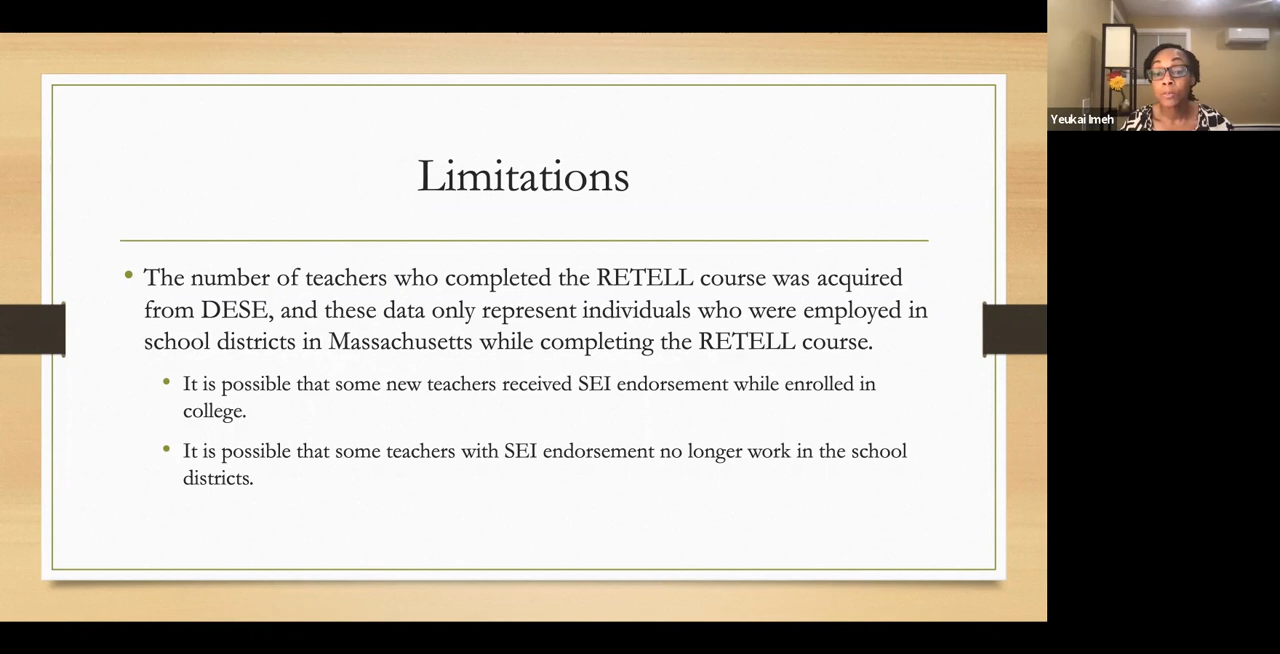 Limitations
The number of teachers who completed the RETELL course was acquired
from DESE, and these data only represent individuals who were employed in
school districts in Massachusetts while completing the RETELL course.
It is possible that some new teachers received SEI endorsement while enrolled in
college.
It is possible that some teachers with SEI endorsement no longer work in the school
districts.
Yeukai Imeh